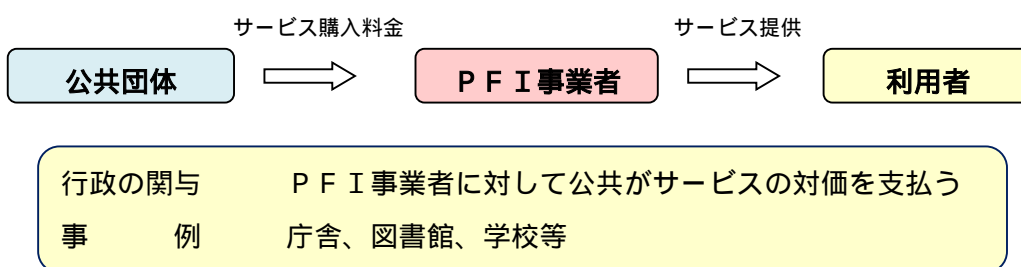 サービス購入料金 サービス提供
公共団体 ＰＦＩ事業者 利用者
行政の関与 ＰＦＩ事業者に対して公共がサービスの対価を支払う
事 例 庁舎、図書館、学校等